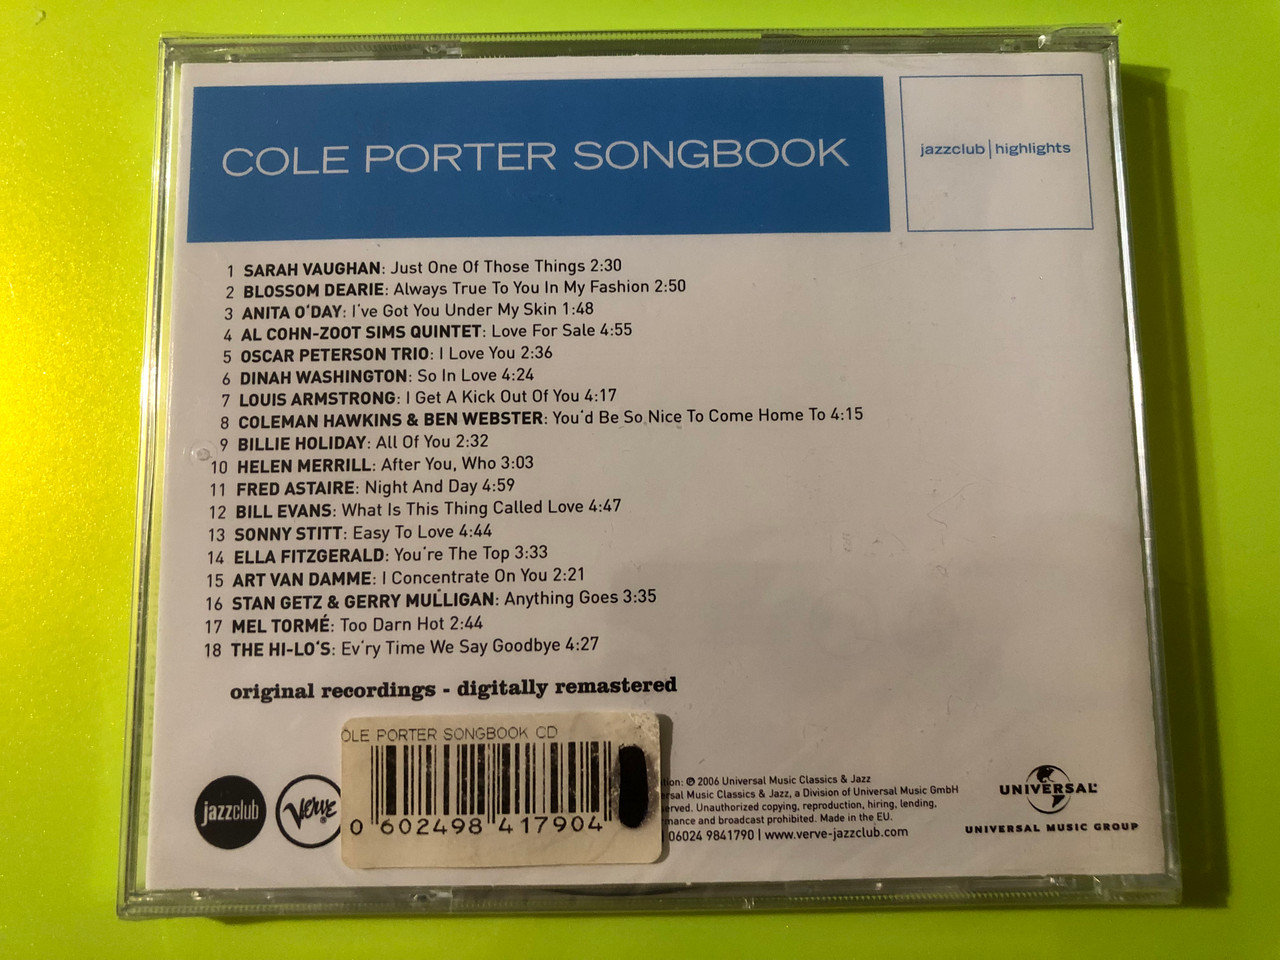 COLE PORTER SONGBOOK
jazzclub|highlights
1 SARAH VAUGHAN: Just One Of Those Things 2:30
2 BLOSSOM DEARIE: Always True To You In My Fashion 2:50
3 ANITA O'DAY: I've Got You Under My Skin 1:48
4 AL COHN-ZOOT SIMS QUINTET: Love For Sale 4:55
5 OSCAR PETERSON TRIO: I Love You 2:36
6 DINAH WASHINGTON: So In Love 4:24
7 LOUIS ARMSTRONG: I Get A Kick Out Of You 4:17
8 COLEMAN HAWKINS & BEN WEBSTER: You'd Be So Nice To Come Home To 4:15
9 BILLIE HOLIDAY: All Of You 2:32
10 HELEN MERRILL: After You, Who 3:03
11 FRED ASTAIRE: Night And Day 4:59
12 BILL EVANS: What Is This Thing Called Love 4:47
13 SONNY STITT: Easy To Love 4:44
14 ELLA FITZGERALD: You're The Top 3:33
15 ART VAN DAMME: I Concentrate On You 2:21
16 STAN GETZ & GERRY MULLIGAN: Anything Goes 3:35
17 MEL TORMÉ: Too Darn Hot 2:44
18 THE HI-LO'S: Ev'ry Time We Say Goodbye 4:27
original recordings - digitally remastered
OLE PORTER SONGBOOK CD
0 602498 417904
jazzclub
Verve
tion: ℗ 2006 Universal Music Classics & Jazz
ersal Music Classics & Jazz, a Division of Universal Music GmbH
served. Unauthorized copying, reproduction, hiring, lending,
mance and broadcast prohibited. Made in the EU.
06024 9841790 | www.verve-jazzclub.com
UNIVERSAL
UNIVERSAL MUSIC GROUP